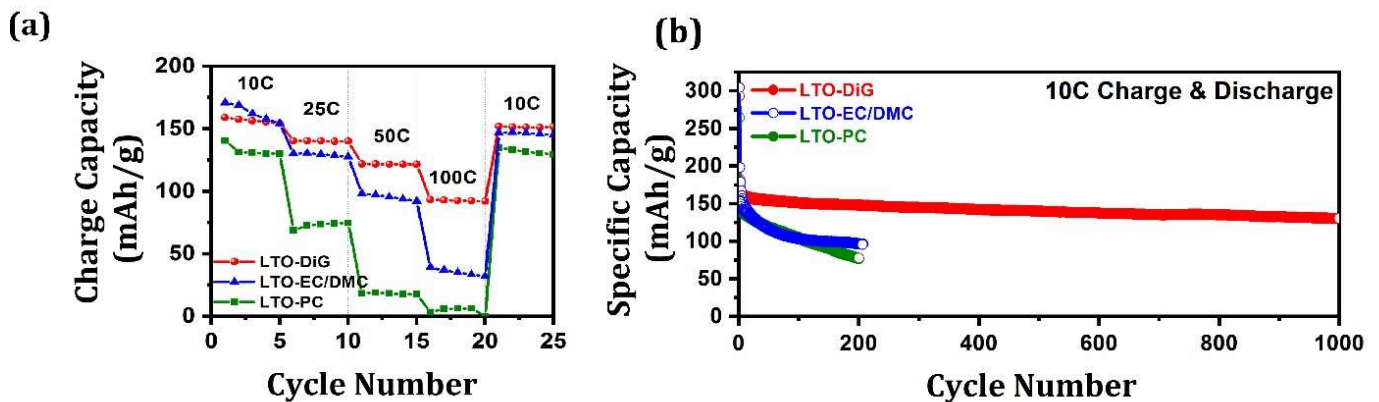 (a)
Charge Capacity
(mAh/g)
200
150
100
50
0
10C
25C
50C
100C
10C
LTO-DiG
LTO-EC/DMC
LTO-PC
0
5
10
15
20
25
Cycle Number
(b)
Specific Capacity
(mAh/g)
300
250
200
150
100
50
0
LTO-DiG
LTO-EC/DMC
LTO-PC
10C Charge & Discharge
0
200
400
600
800
1000
Cycle Number